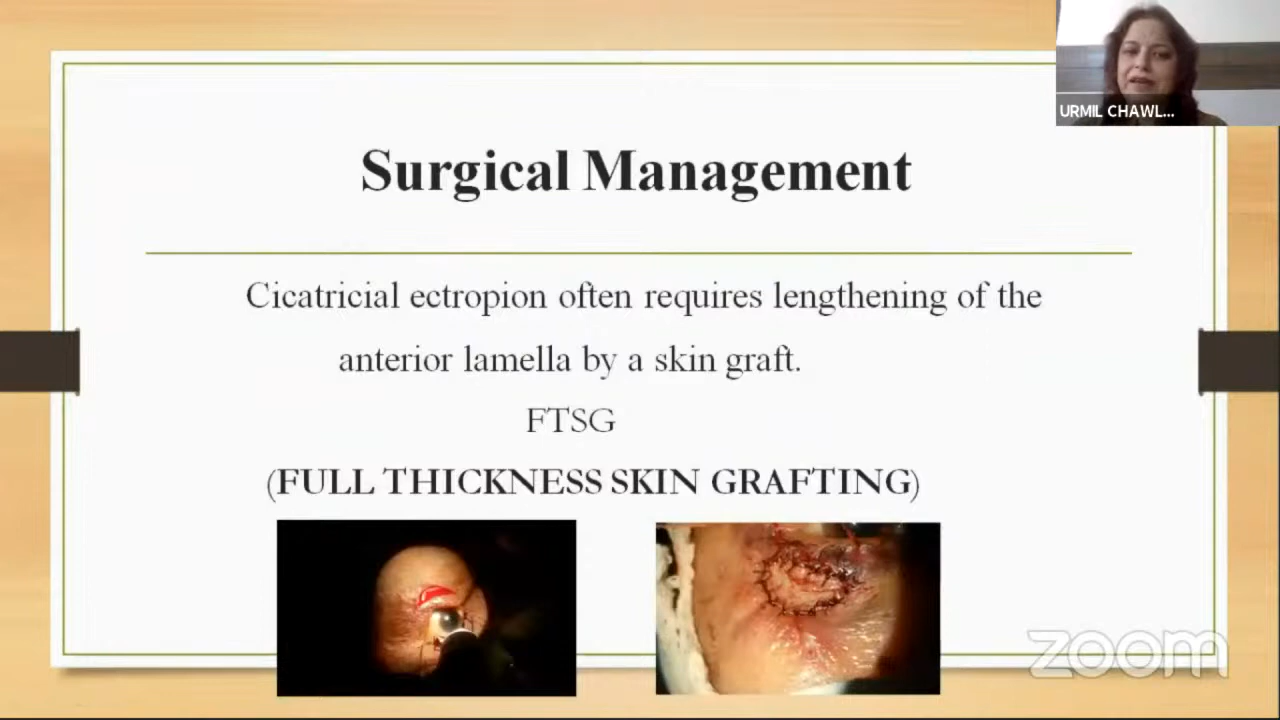 URMIL CHAWL...
Surgical Management
Cicatricial ectropion often requires lengthening of the
anterior lamella by a skin graft.
FTSG
(FULL THICKNESS SKIN GRAFTING)
zoom